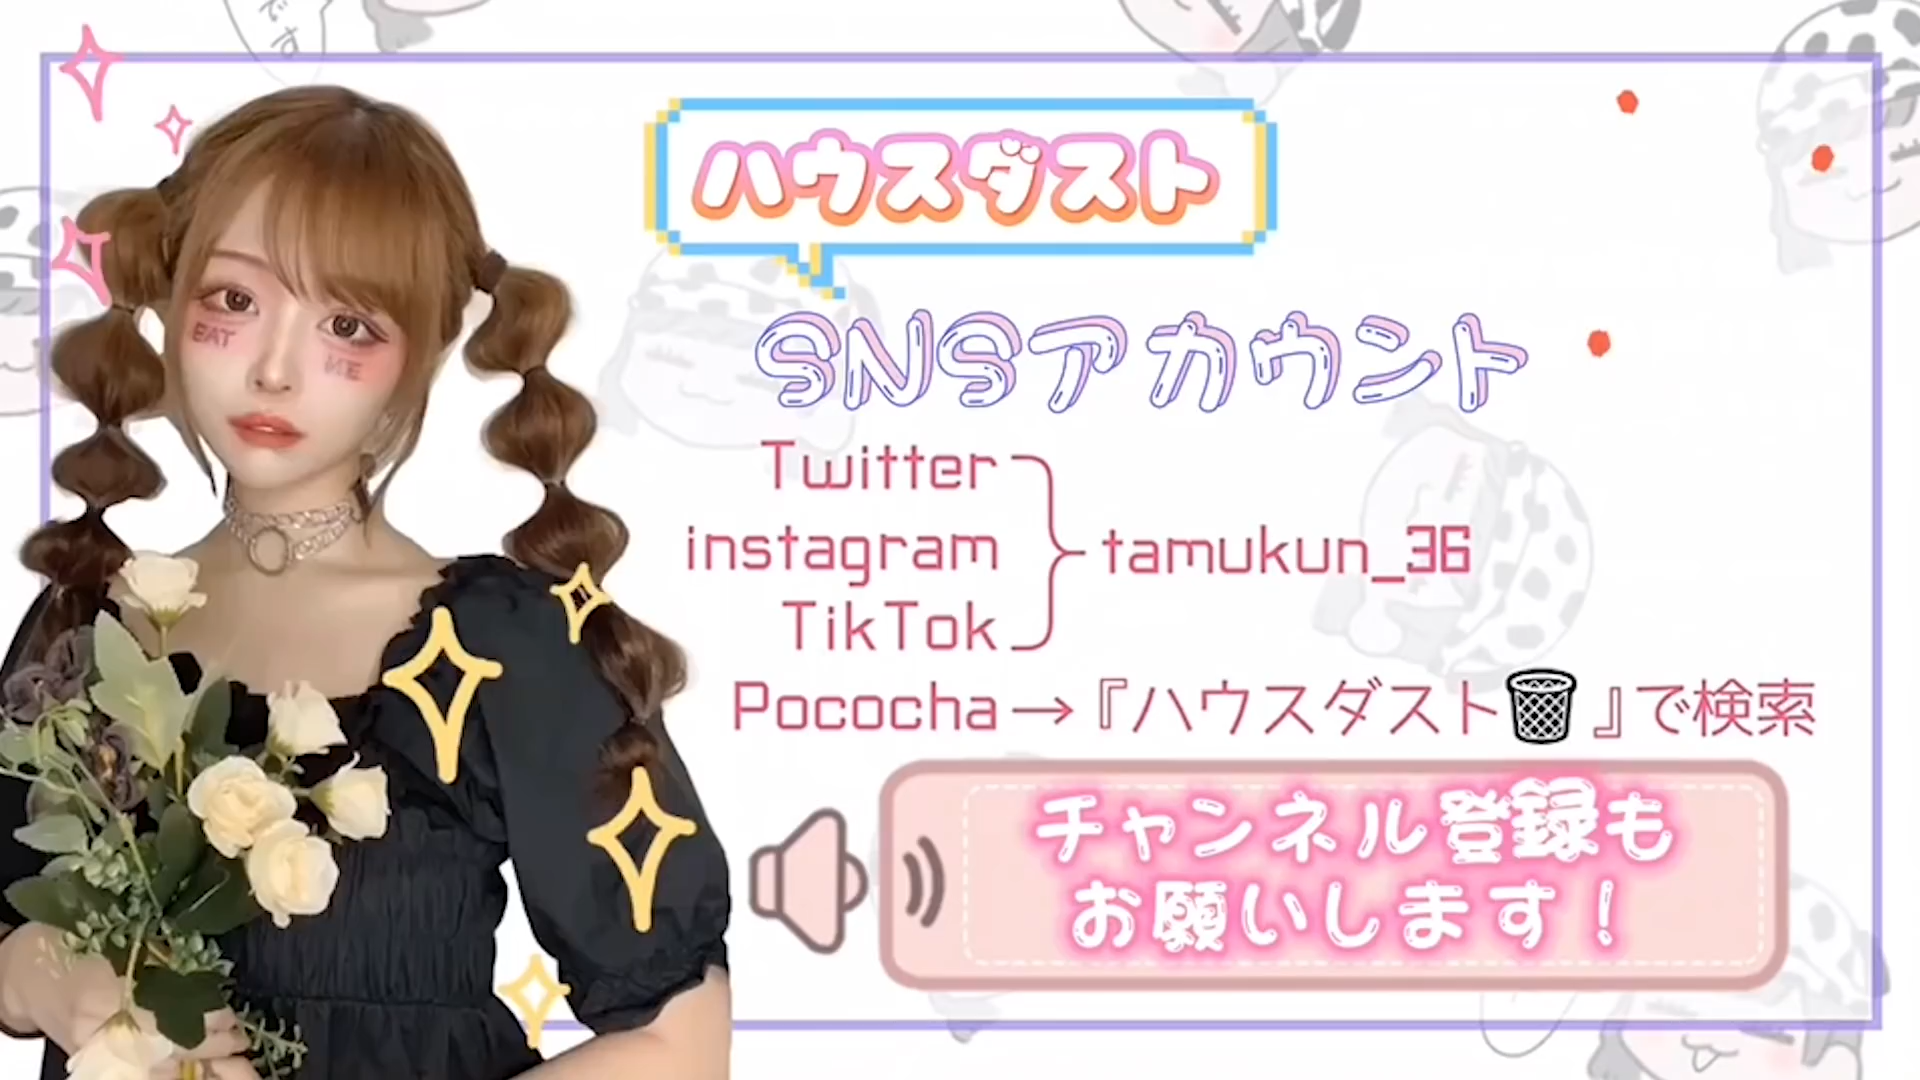 です
ハウスダスト
SNSアカウント
Twitter
instagram
TikTok
tamukun_36
Pococha→『ハウスダスト🗑』で検索
チャンネル登録も
お願いします!
EAT
ME